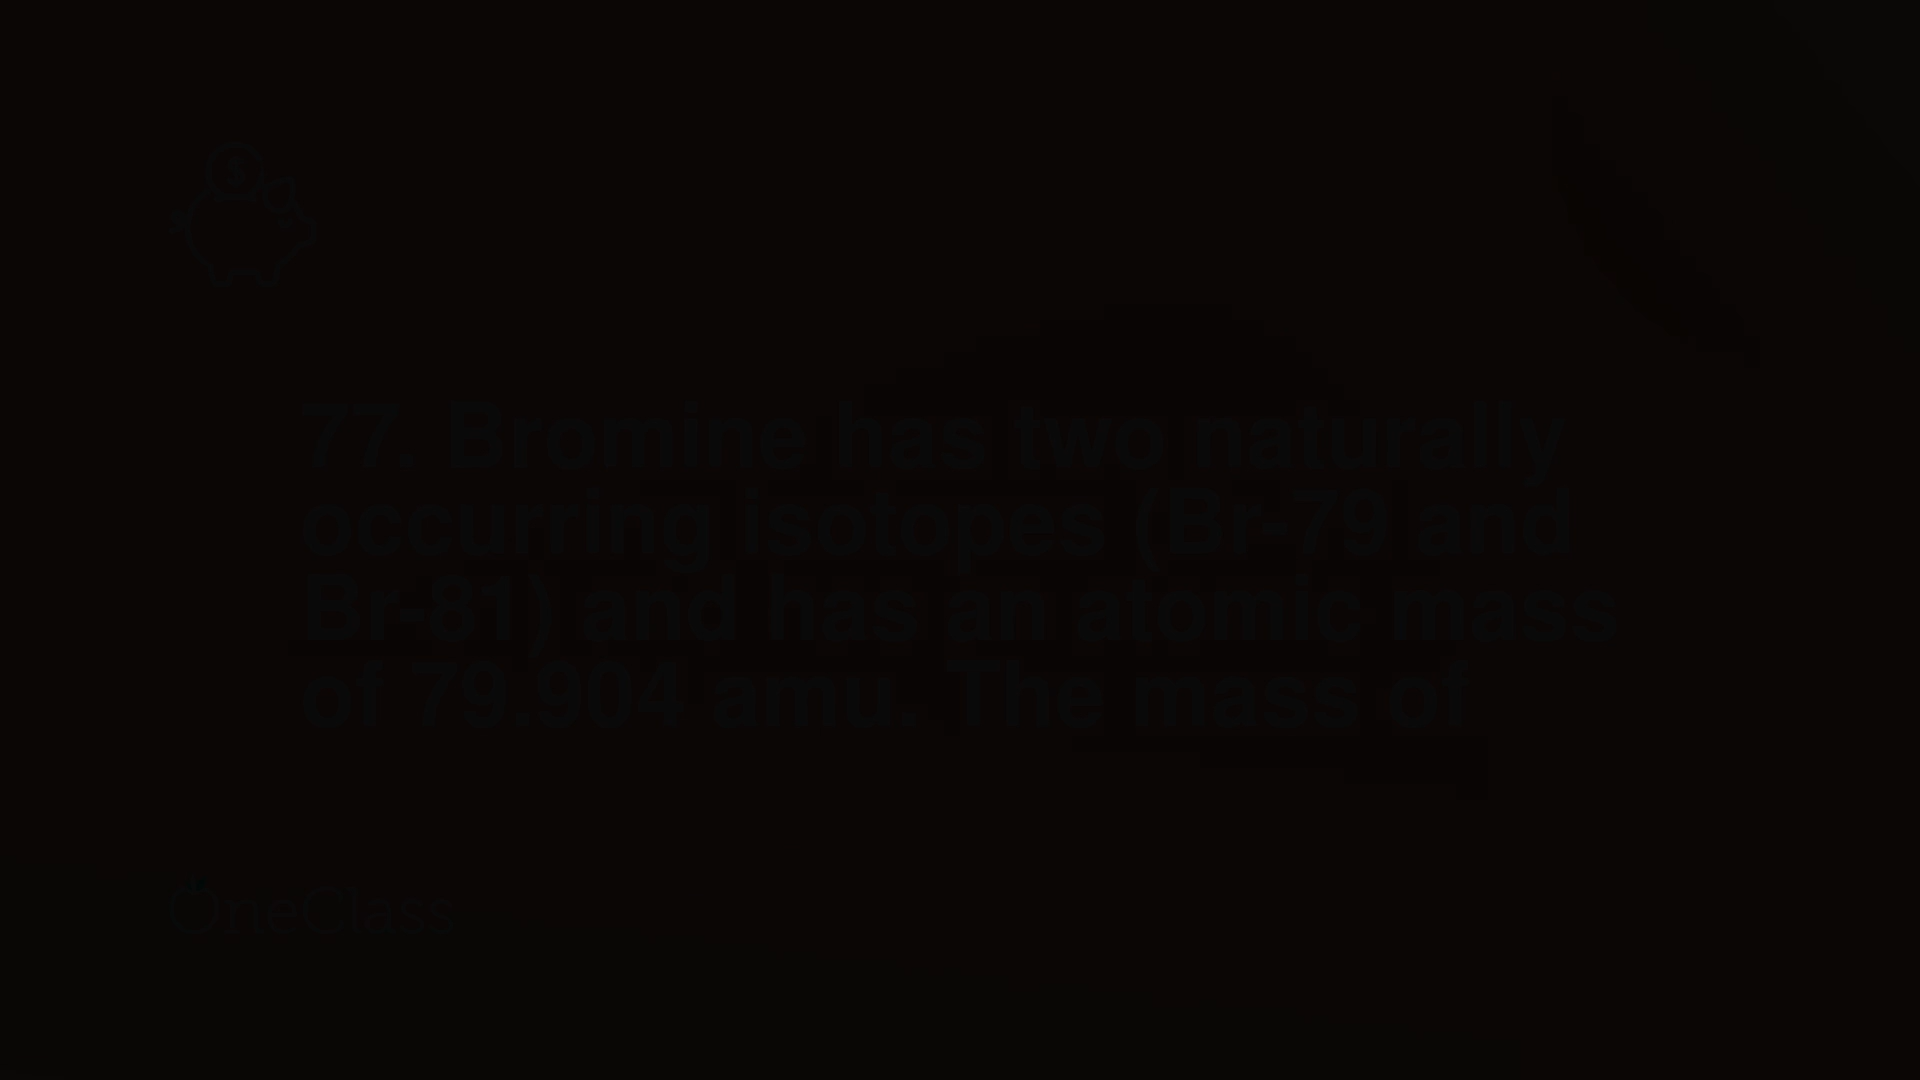 77. Bromine has two naturally
occurring isotopes (Br-79 and
Br-81) and has an atomic mass
of 79.904 amu. The mass of
OneClass